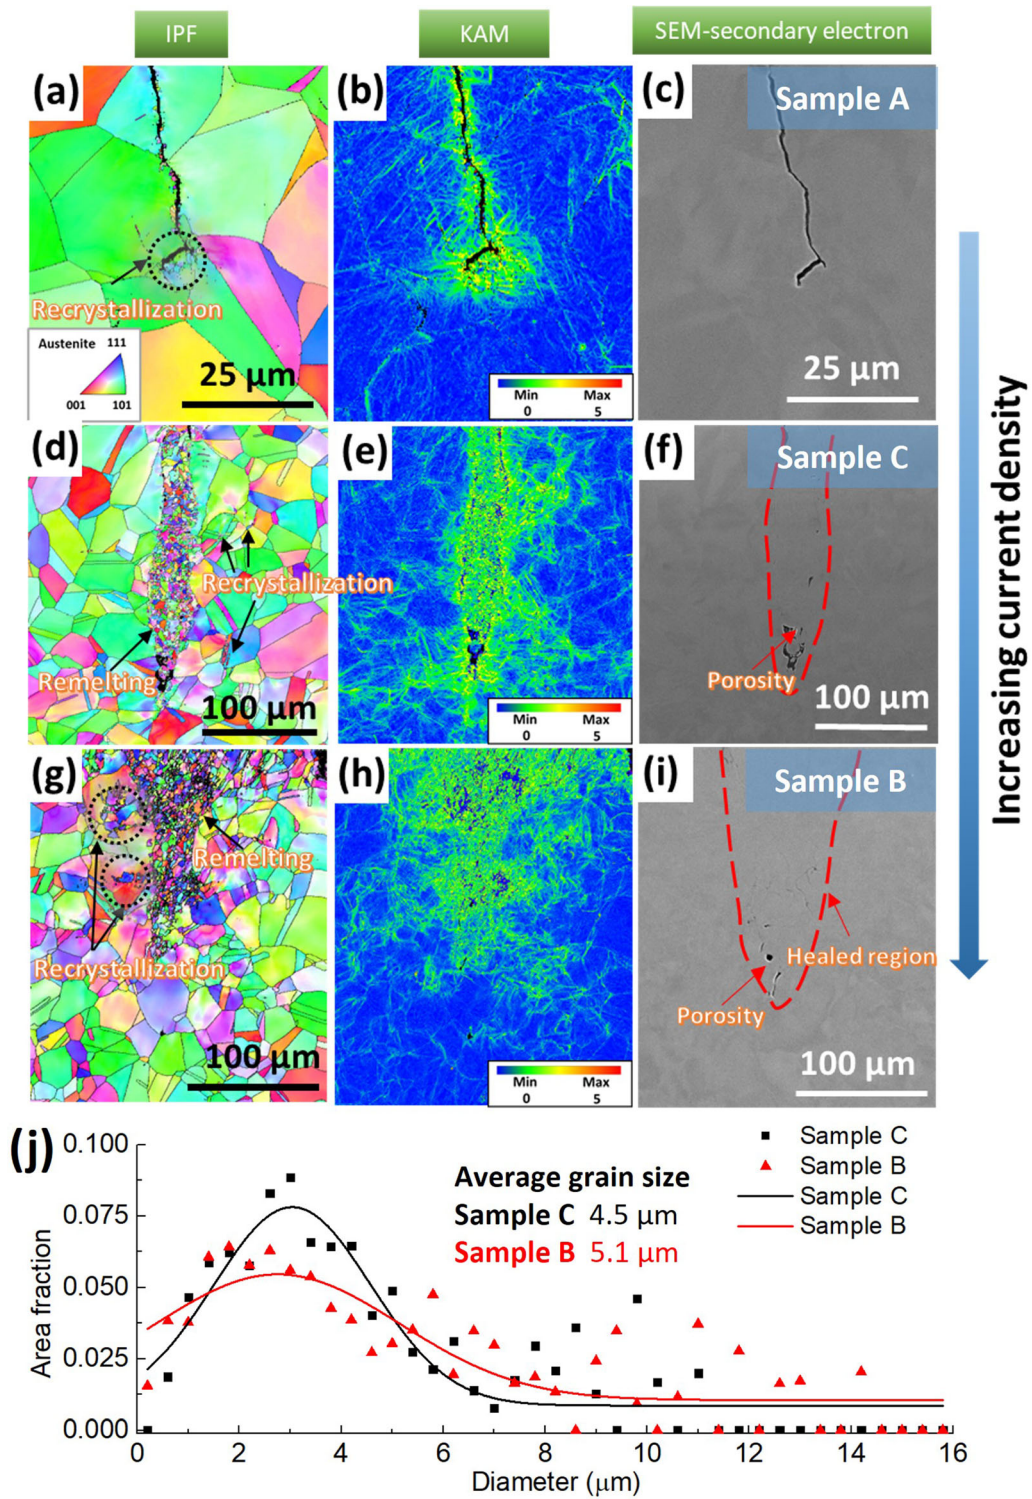 IPF
KAM
SEM-secondary electron
(a)
Recrystallization
Austenite 111
001 101
25 μm
(b)
Min Max
0 5
(c)
Sample A
25 μm
(d)
Recrystallization
Remelting
100 μm
(e)
Min Max
0 5
(f)
Sample C
Porosity
100 μm
(g)
Remelting
Recrystallization
100 μm
(h)
Min Max
0 5
(i)
Sample B
Healed region
Porosity
100 μm
Increasing current density
(j)
0.100
0.075
0.050
0.025
0.000
Area fraction
Average grain size
Sample C 4.5 μm
Sample B 5.1 μm
Sample C
Sample B
Sample C
Sample B
0 2 4 6 8 10 12 14 16
Diameter (μm)